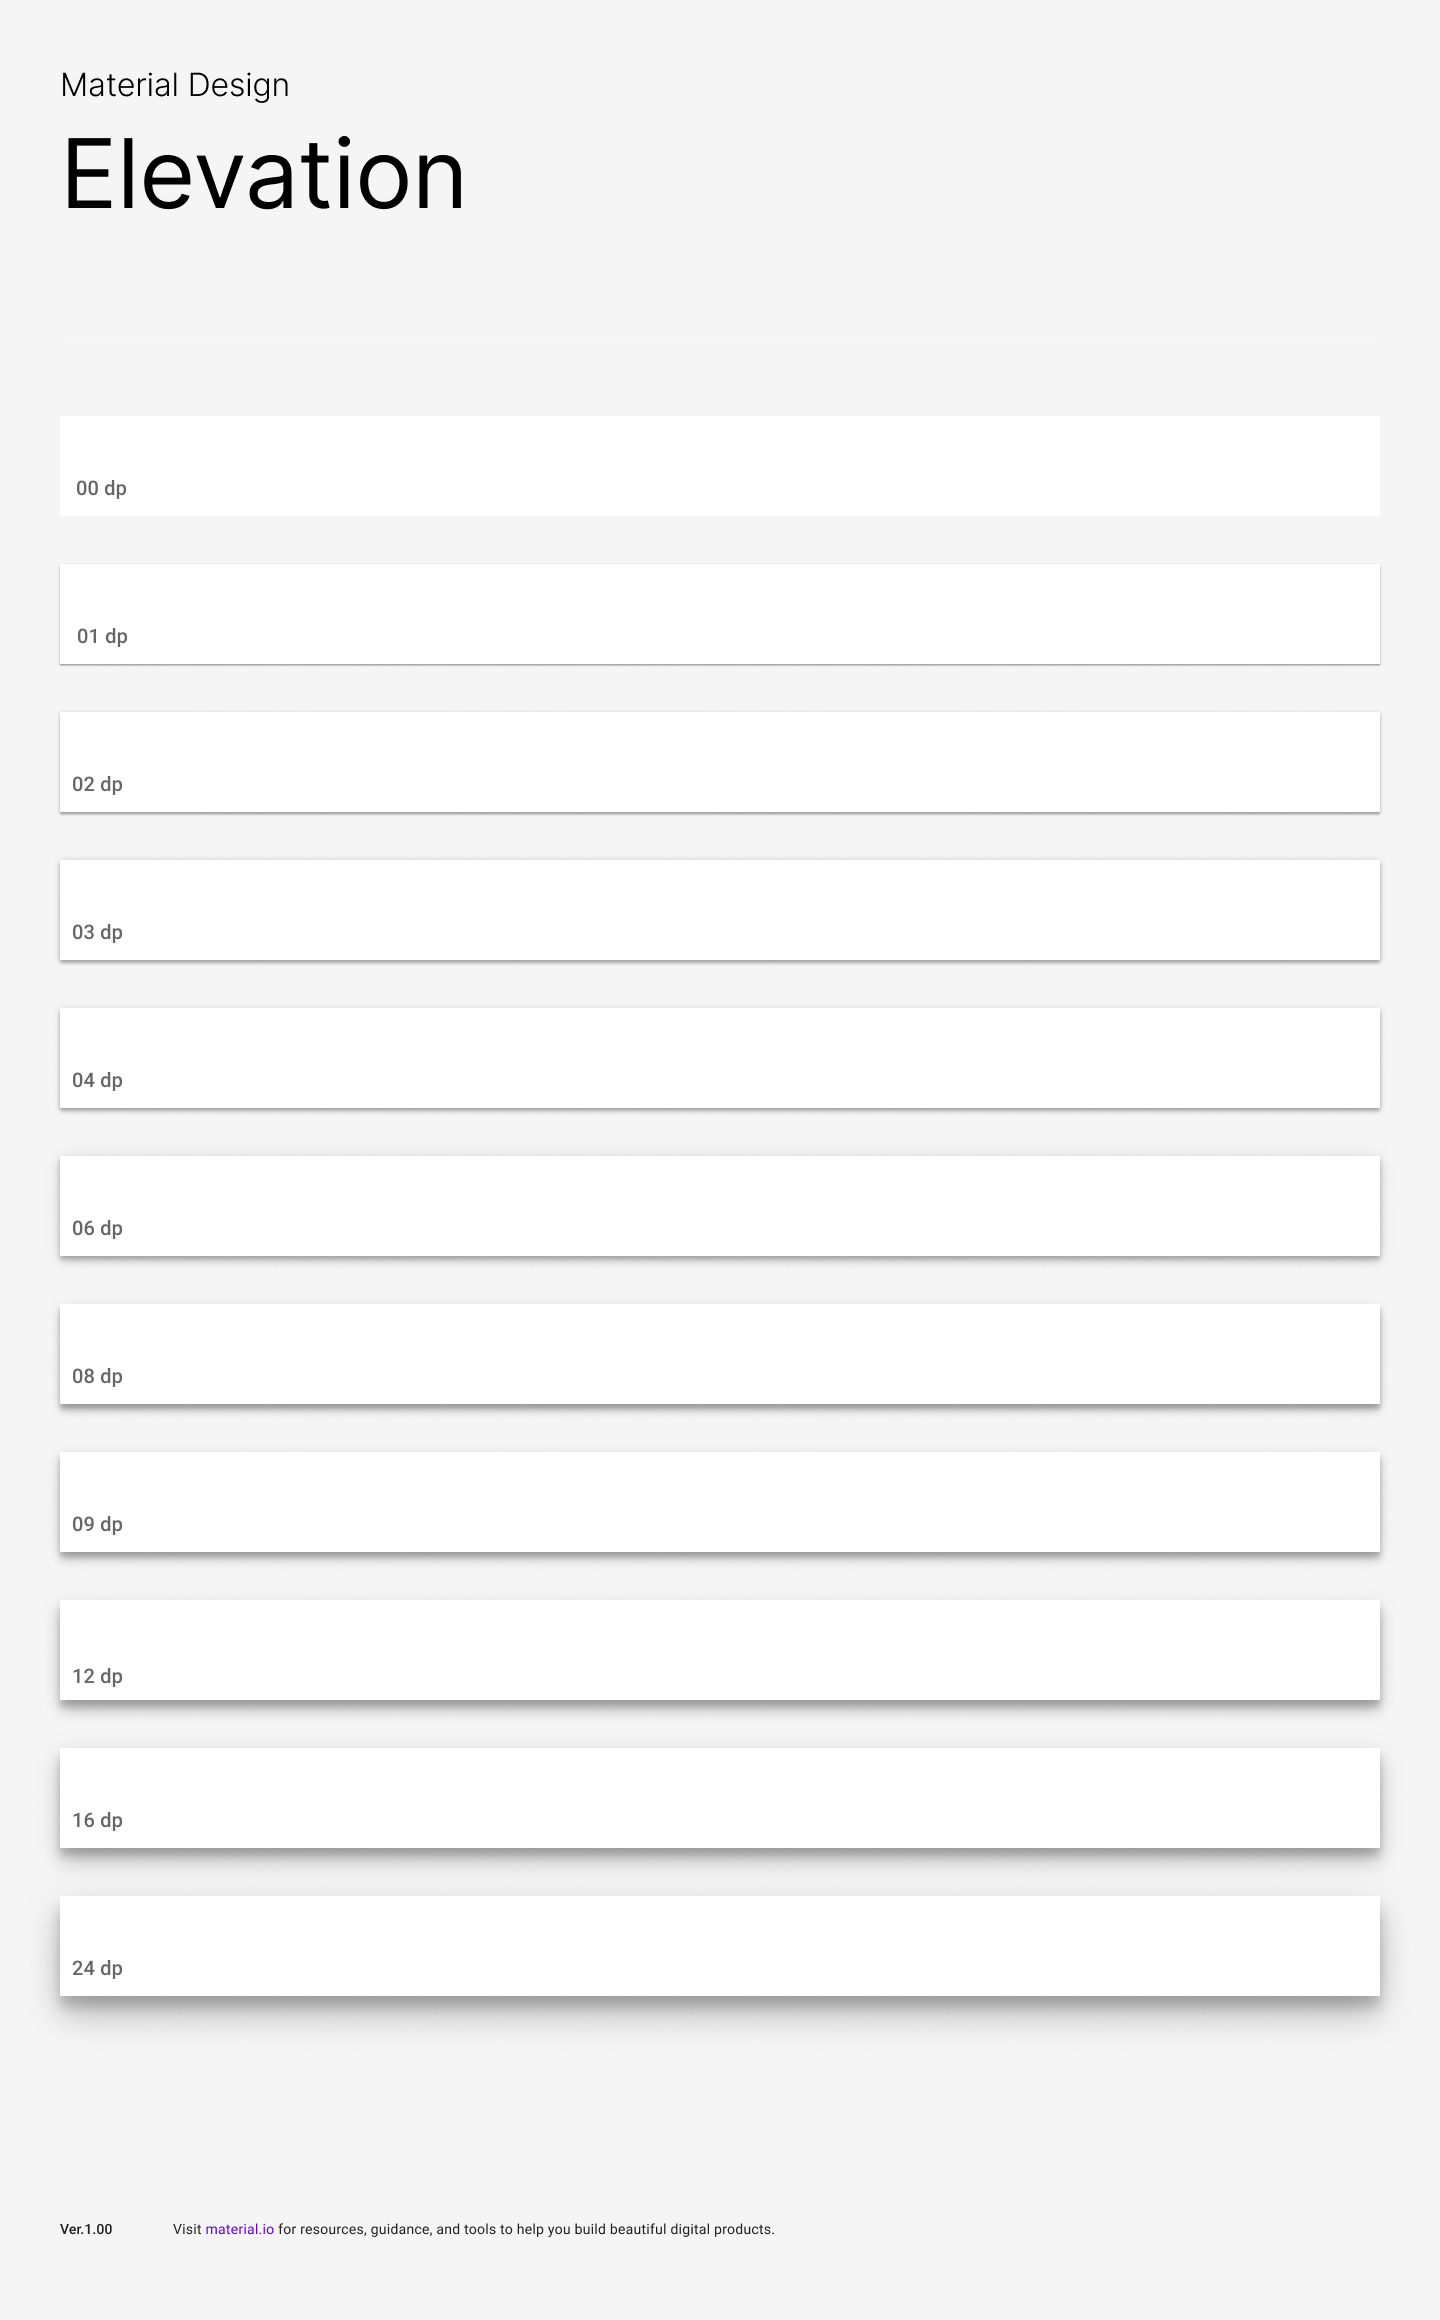 Material Design
Elevation
00 dp
01 dp
02 dp
03 dp
04 dp
06 dp
08 dp
09 dp
12 dp
16 dp
24 dp
Ver.1.00 Visit material.io for resources, guidance, and tools to help you build beautiful digital products.